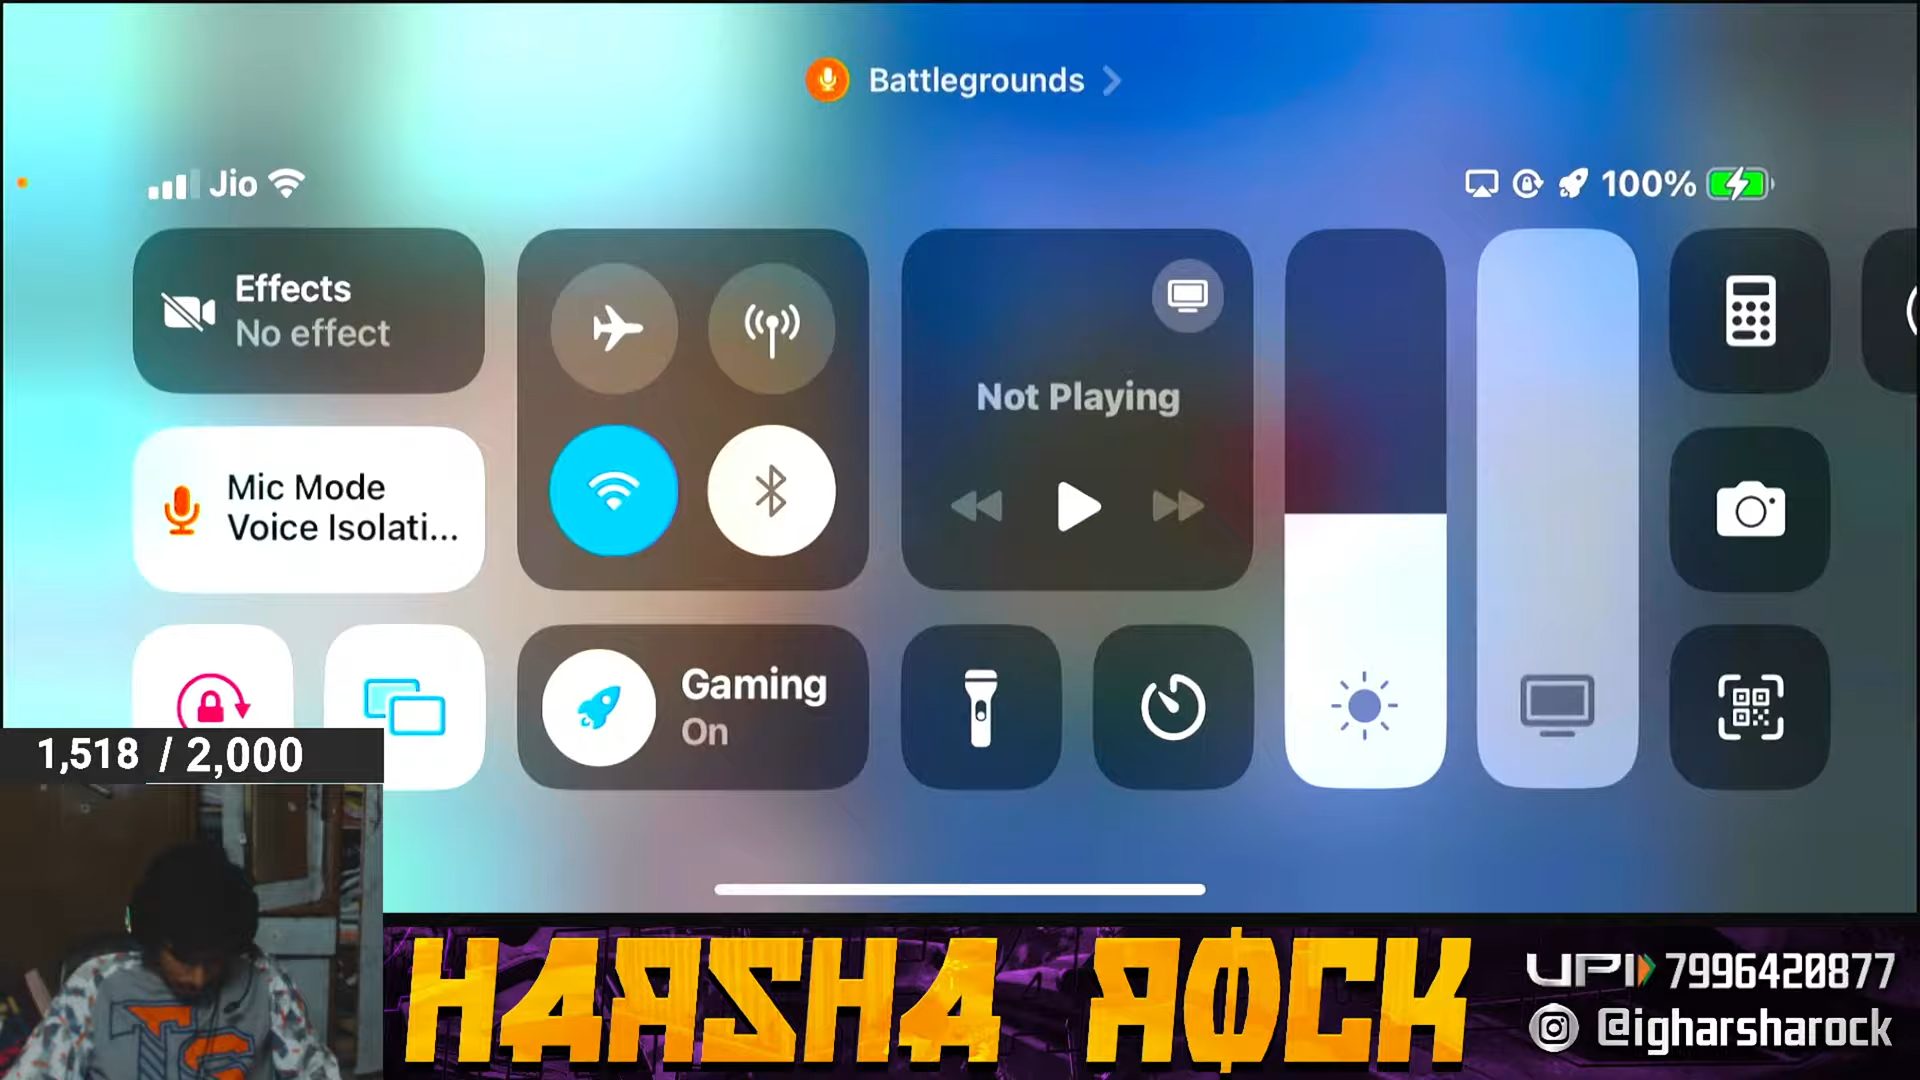 Battlegrounds
Jio
100%
Effects
No effect
Mic Mode
Voice Isolati...
Not Playing
Gaming
On
1,518 / 2,000
H4RSHA ROCK
UPI 7996420877
@igharsharock